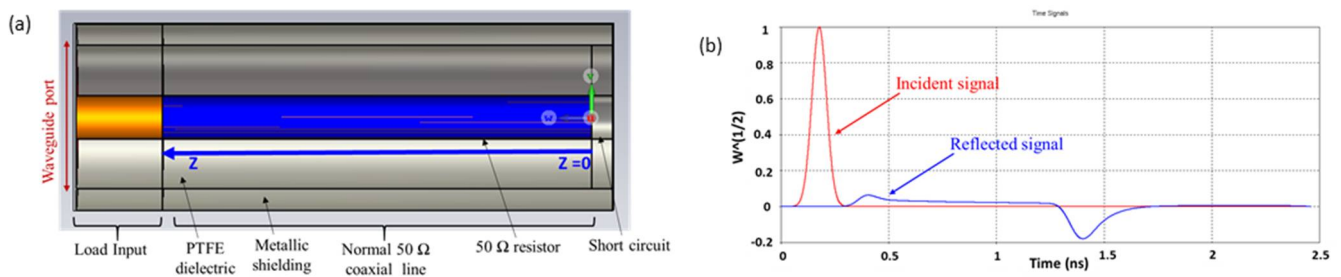 (a)
Waveguide port
V
W
U
Z
Z =0
Load Input
PTFE
dielectric
Metallic
shielding
Normal 50 Ω
coaxial line
50 Ω resistor
Short circuit
(b)
Time Signals
W^(1/2)
1
0.8
0.6
0.4
0.2
0
-0.2
Incident signal
Reflected signal
0
0.5
1
1.5
2
2.5
Time (ns)